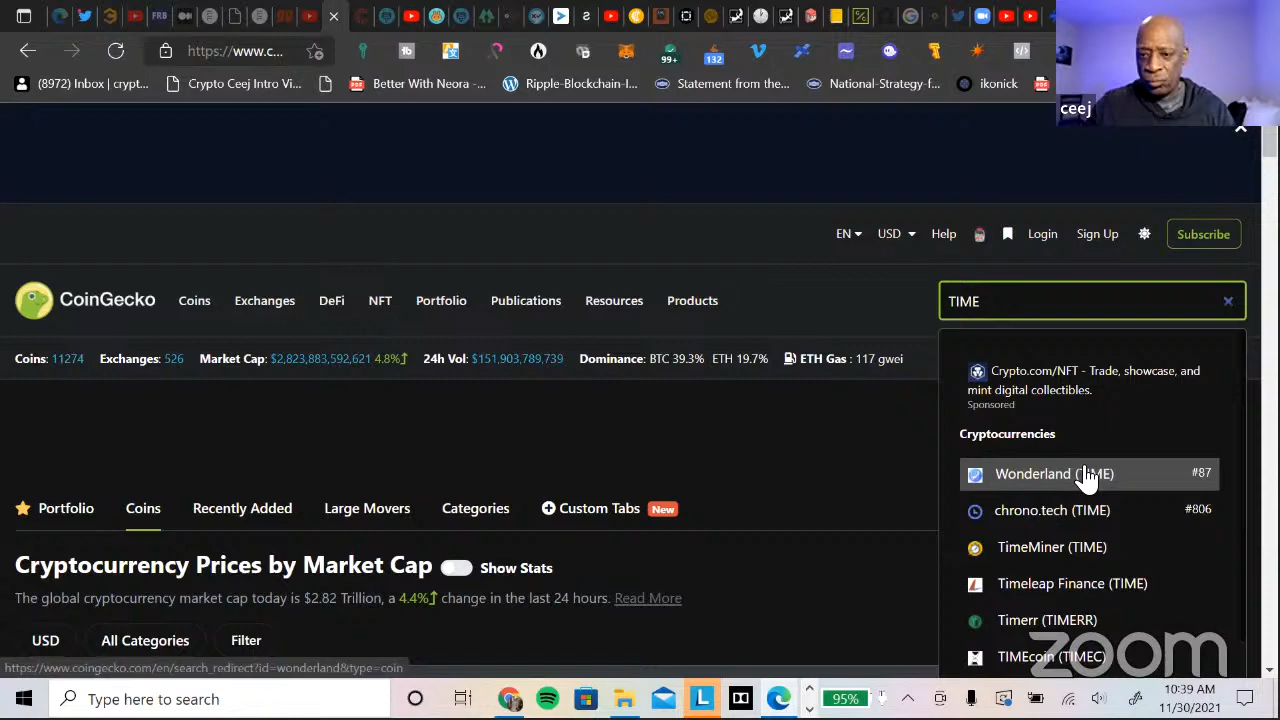 FRB
https://www.c...
99+
132
(8972) Inbox | crypt...
Crypto Ceej Intro Vi...
Better With Neera -...
Ripple-Blockchain-I...
Statement from the...
National-Strategy-f...
ikonick
ceej
EN
USD
Help
Login
Sign Up
Subscribe
CoinGecko
Coins
Exchanges
DeFi
NFT
Portfolio
Publications
Resources
Products
TIME
Coins: 11274
Exchanges: 526
Market Cap: $2,823,883,592,621 4.8%
24h Vol: $151,903,789,739
Dominance: BTC 39.3% ETH 19.7%
ETH Gas: 117 gwei
Crypto.com/NFT - Trade, showcase, and
mint digital collectibles.
Sponsored
Cryptocurrencies
Wonderland (TIME) #87
chrono.tech (TIME) #806
TimeMiner (TIME)
Timeleap Finance (TIME)
Timerr (TIMERR)
TIMEcoin (TIMEC)
Portfolio
Coins
Recently Added
Large Movers
Categories
Custom Tabs New
Cryptocurrency Prices by Market Cap Show Stats
The global cryptocurrency market cap today is $2.82 Trillion, a 4.4% change in the last 24 hours. Read More
USD
All Categories
Filter
https://www.coingecko.com/en/search_redirect?id=wonderland&type=coin
zoom
Type here to search
L
95%
10:39 AM
11/30/2021